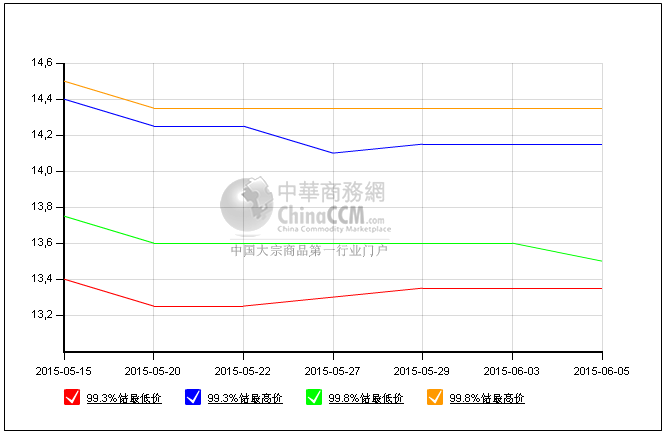 14,6
14,4
14,2
14,0
13,8
13,6
13,4
13,2
中華商務網
ChinaCCM.com
China Commodity Marketplace
中国大宗商品第一行业门户
2015-05-15 2015-05-20 2015-05-22 2015-05-27 2015-05-29 2015-06-03 2015-06-05
99.3%钴最低价 99.3%钴最高价 99.8%钴最低价 99.8%钴最高价